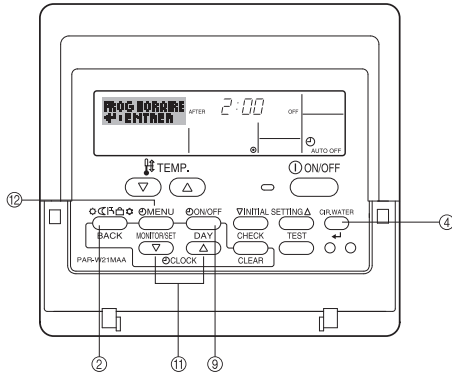 PROG HORAIRE
↵ : ENTRER
AFTER 2:00 OFF
AUTO OFF
TEMP.
ON/OFF
⑫
MENU ON/OFF ▽INITIAL SETTING△ CIR.WATER
④
BACK MONITOR/SET DAY CHECK TEST
PAR-W21MAA CLOCK CLEAR
② ⑪ ⑨